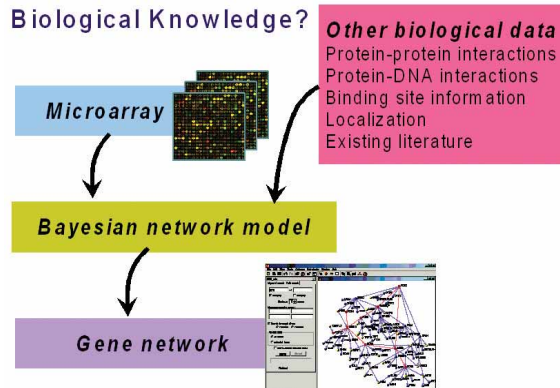 Biological Knowledge?
Other biological data
Protein-protein interactions
Protein-DNA interactions
Binding site information
Localization
Existing literature
Microarray
Bayesian network model
Gene network